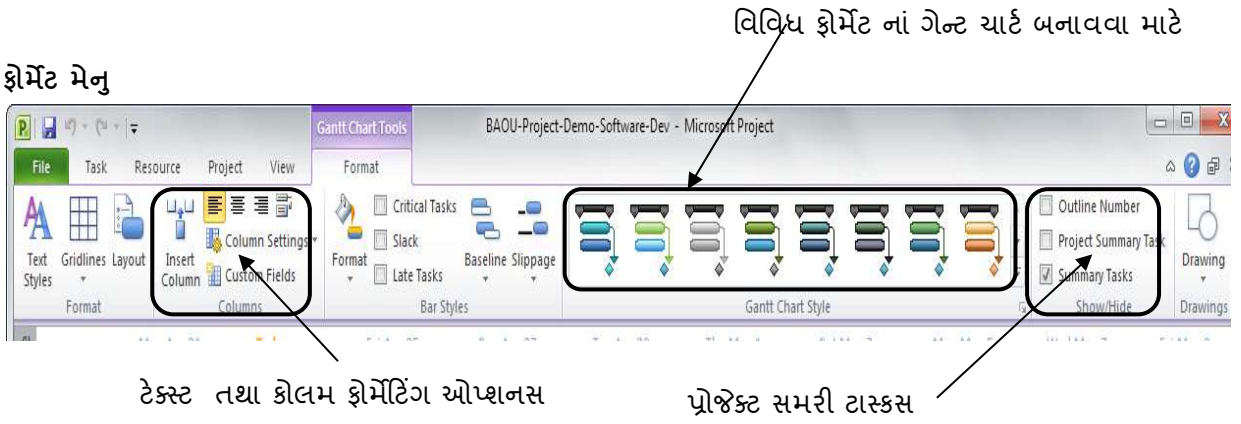 વિવિધ ફોર્મેટ નાં ગેન્ટ ચાર્ટ બનાવવા માટે
ફોર્મેટ મેનુ
Gantt Chart Tools
BAOU-Project-Demo-Software-Dev - Microsoft Project
File Task Resource Project View Format
Critical Tasks
Outline Number
Column Settings
Slack
Project Summary Task
Text Styles Gridlines Layout
Insert Column
Custom Fields
Format
Late Tasks
Baseline Slippage
Summary Tasks
Drawing
Format Columns Bar Styles Gantt Chart Style Show/Hide Drawings
ટેક્સ્ટ તથા કોલમ ફોર્મેટિંગ ઓપ્શનસ
પ્રોજેક્ટ સમરી ટાસ્કસ